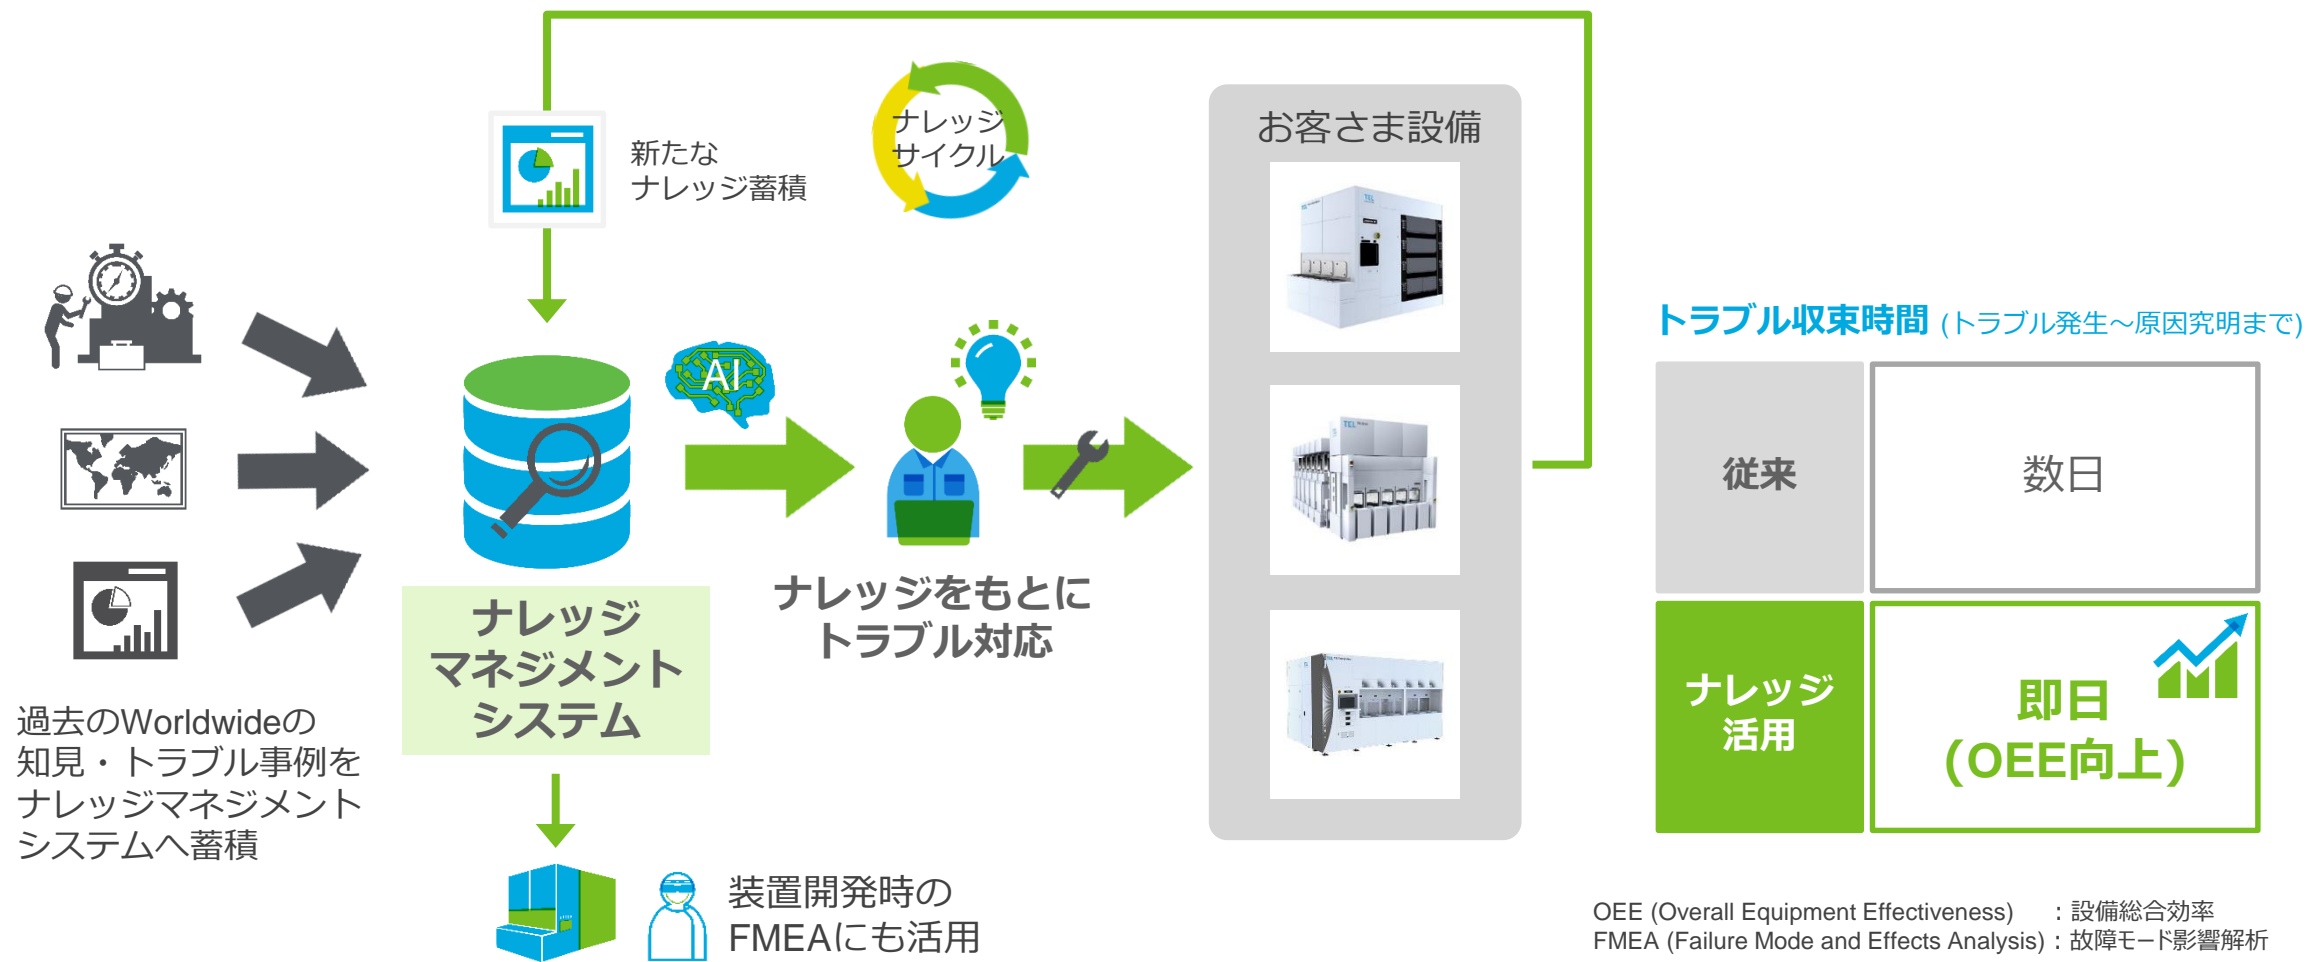 新たな
ナレッジ蓄積
ナレッジ
サイクル
お客さま設備
TEL
TEL
AI
ナレッジ
マネジメント
システム
ナレッジをもとに
トラブル対応
過去のWorldwideの
知見・トラブル事例を
ナレッジマネジメント
システムへ蓄積
装置開発時の
FMEAにも活用
トラブル収束時間 (トラブル発生～原因究明まで)
従来
数日
ナレッジ
活用
即日
(OEE向上)
OEE (Overall Equipment Effectiveness) ：設備総合効率
FMEA (Failure Mode and Effects Analysis)：故障モード影響解析